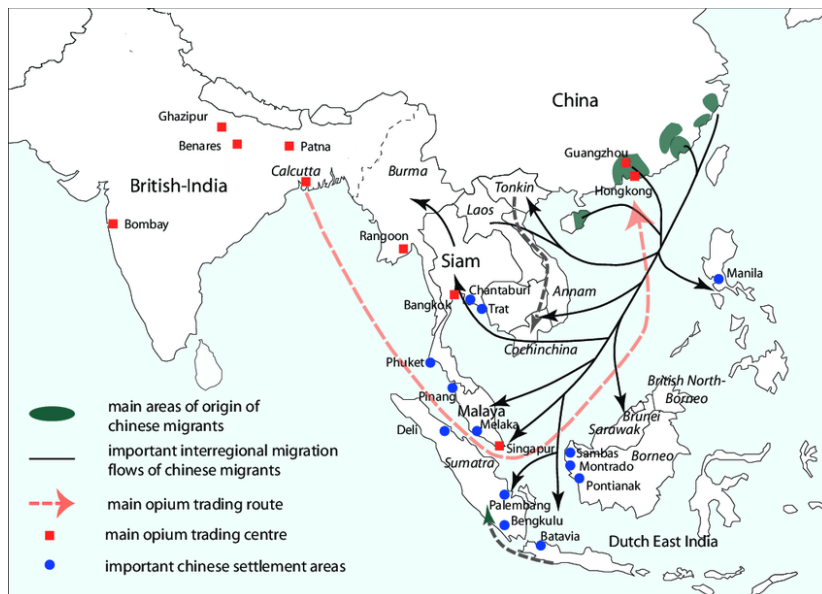 China
Ghazipur
Benares
Patna
Guangzhou
Calcutta
Burma
Tonkin
Hongkong
British-India
Laos
Bombay
Rangoon
Siam
Manila
Chantaburi
Annam
Bangkok
Trat
Cochinchina
Phuket
British North-
Borneo
Pinang
Malaya
Brunei
Melaka
Sarawak
Deli
Singapur
Sambas
Borneo
Sumatra
Montrado
Pontianak
Palembang
Bengkulu
Batavia
Dutch East India
main areas of origin of
chinese migrants
important interregional migration
flows of chinese migrants
main opium trading route
main opium trading centre
important chinese settlement areas